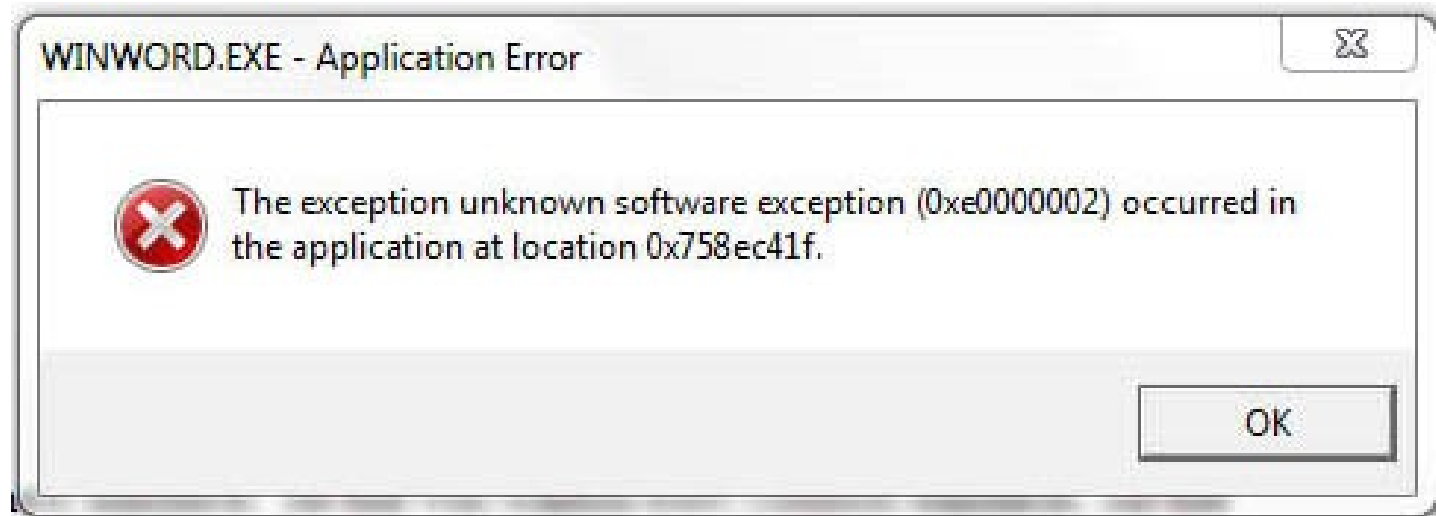 WINWORD.EXE - Application Error
The exception unknown software exception (0xe0000002) occurred in
the application at location 0x758ec41f.
OK